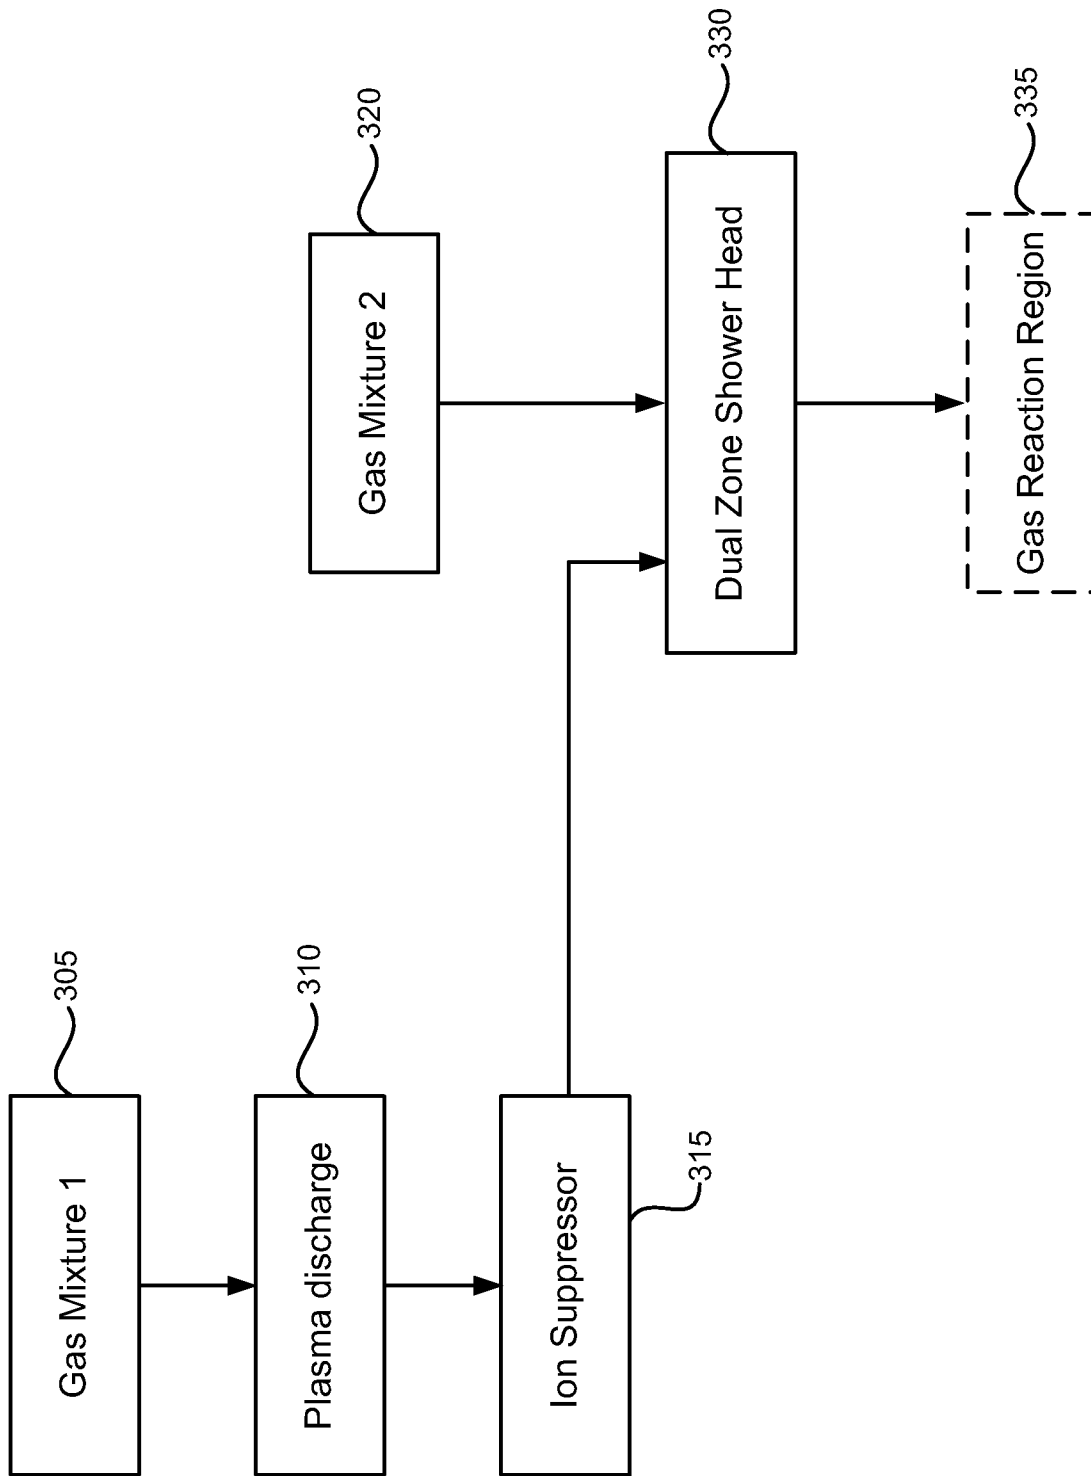 Gas Mixture 1
305
Plasma discharge
310
Ion Suppressor
315
Gas Mixture 2
320
Dual Zone Shower Head
330
Gas Reaction Region
335